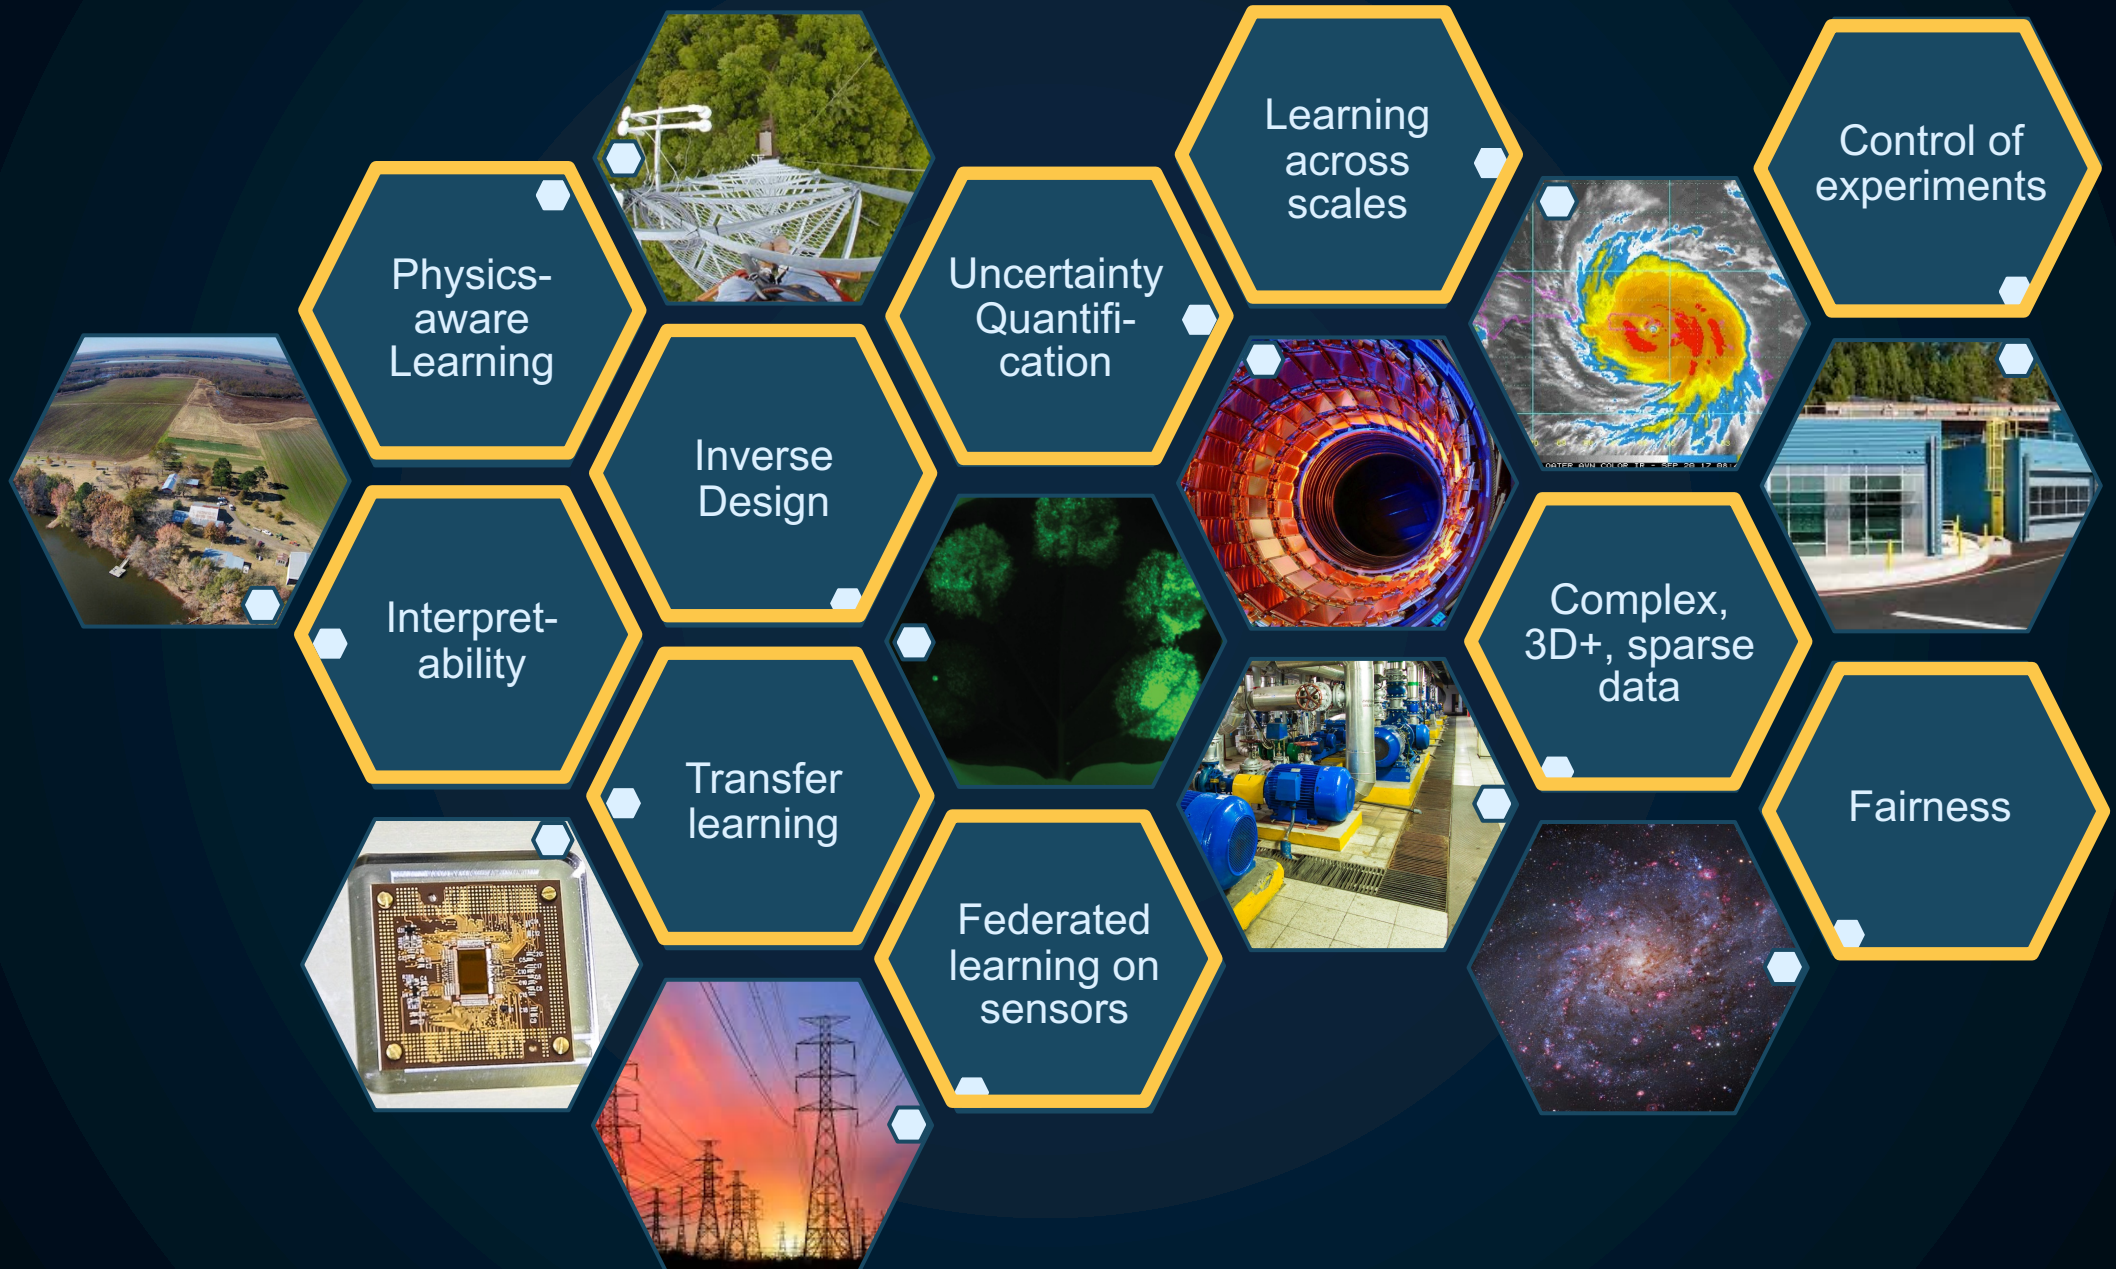 Learning
across
scales
Control of
experiments
Physics-
aware
Learning
Uncertainty
Quantifi-
cation
Inverse
Design
Interpret-
ability
Complex,
3D+, sparse
data
Transfer
learning
Fairness
Federated
learning on
sensors